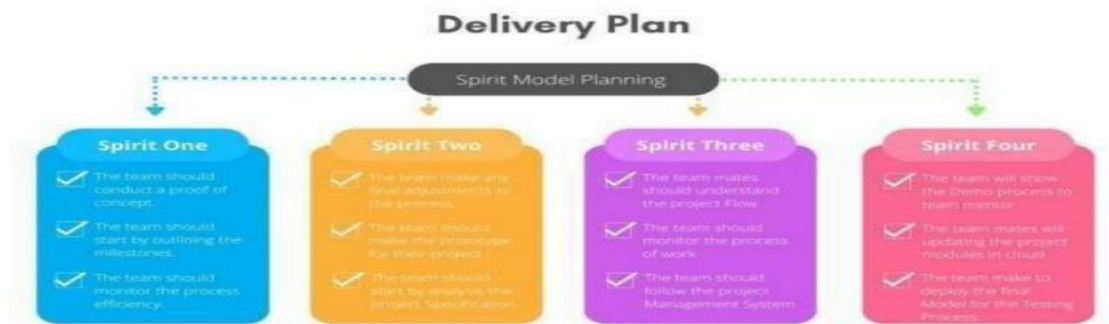 Delivery Plan
Spirit Model Planning
Spirit One
The team should
conduct a proof of
concept.
The team should
start by outlining the
milestones.
The team should
monitor the process
efficiency.
Spirit Two
The team make any
final adjustments to
the process.
The team should
make the prototype
for their project
The team should
start by analysis the
project Specification
Spirit Three
The team mates
should understand
the project Flow
The team should
monitor the process
of work
The team should
follow the project
Management System
Spirit Four
The team will show
the Demo process to
team mentor
The team mates will
updating the project
modules in cloud
The team make to
deploy the final
Model for the Testing
Process.